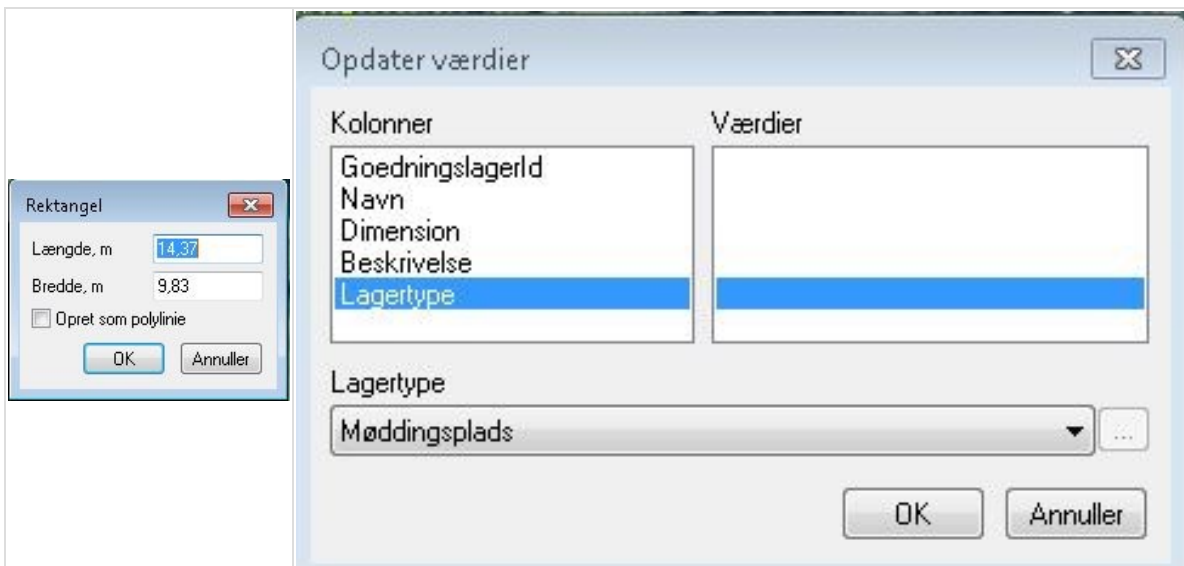 Rektangel
Længde, m 14,37
Bredde, m 9,83
Opret som polylinie
OK Annuller
Opdater værdier
Kolonner Værdier
GoedningslagerId
Navn
Dimension
Beskrivelse
Lagertype
Lagertype
Møddingsplads
...
OK Annuller